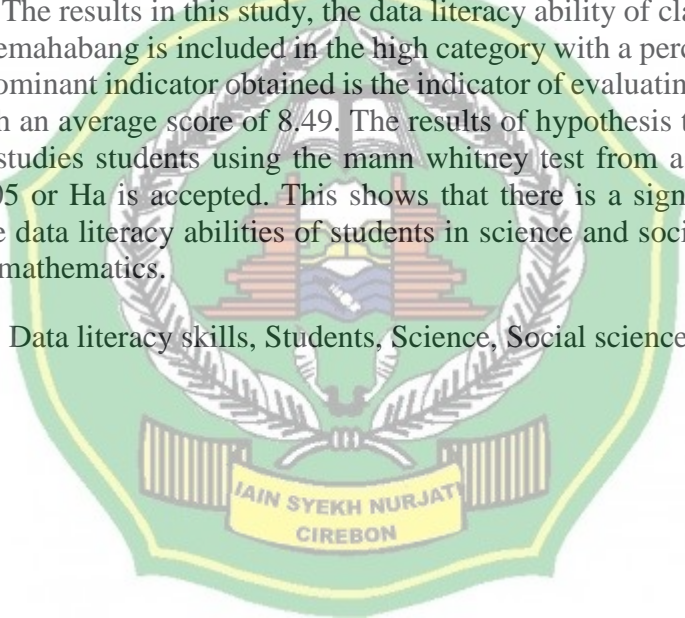 The results in this study, the data literacy ability of cla
emahabang is included in the high category with a perc
ominant indicator obtained is the indicator of evaluatin
n an average score of 8.49. The results of hypothesis t
studies students using the mann whitney test from a
05 or Ha is accepted. This shows that there is a sign
e data literacy abilities of students in science and soci
mathematics.
Data literacy skills, Students, Science, Social science
IAIN SYEKH NURJATI
CIREBON